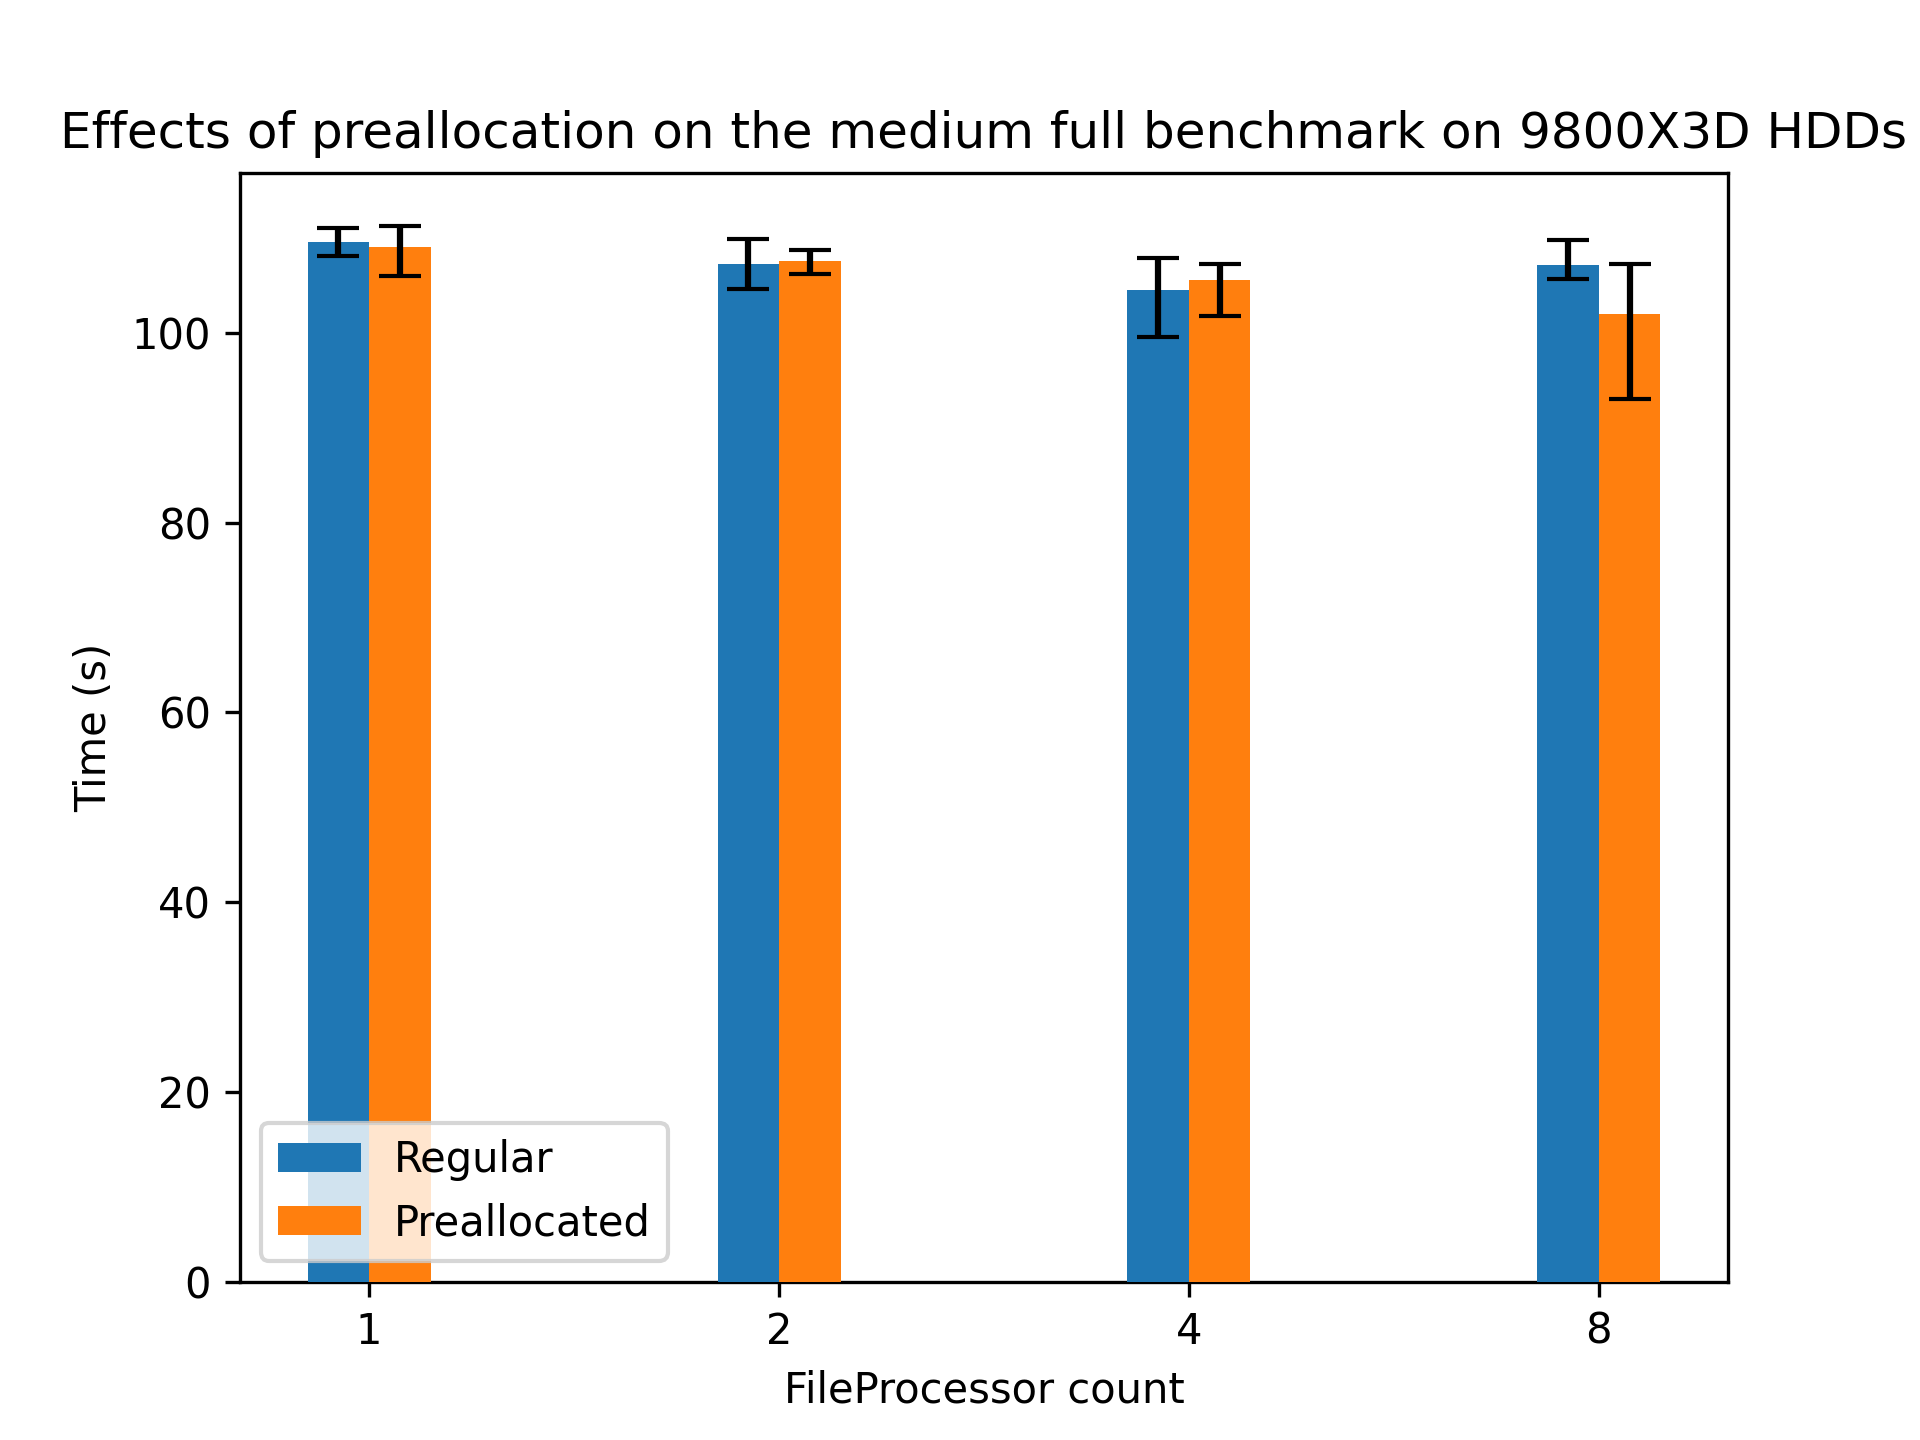 Effects of preallocation on the medium full benchmark on 9800X3D HDDs
100
80
60
40
20
0
Time (s)
Regular
Preallocated
1 2 4 8
FileProcessor count